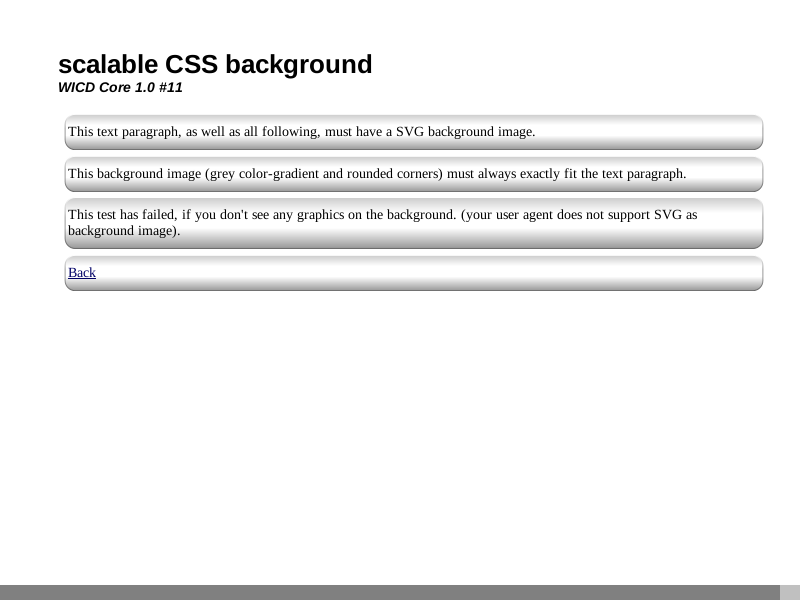 scalable CSS background
WICD Core 1.0 #11
This text paragraph, as well as all following, must have a SVG background image.
This background image (grey color-gradient and rounded corners) must always exactly fit the text paragraph.
This test has failed, if you don't see any graphics on the background. (your user agent does not support SVG as
background image).
Back